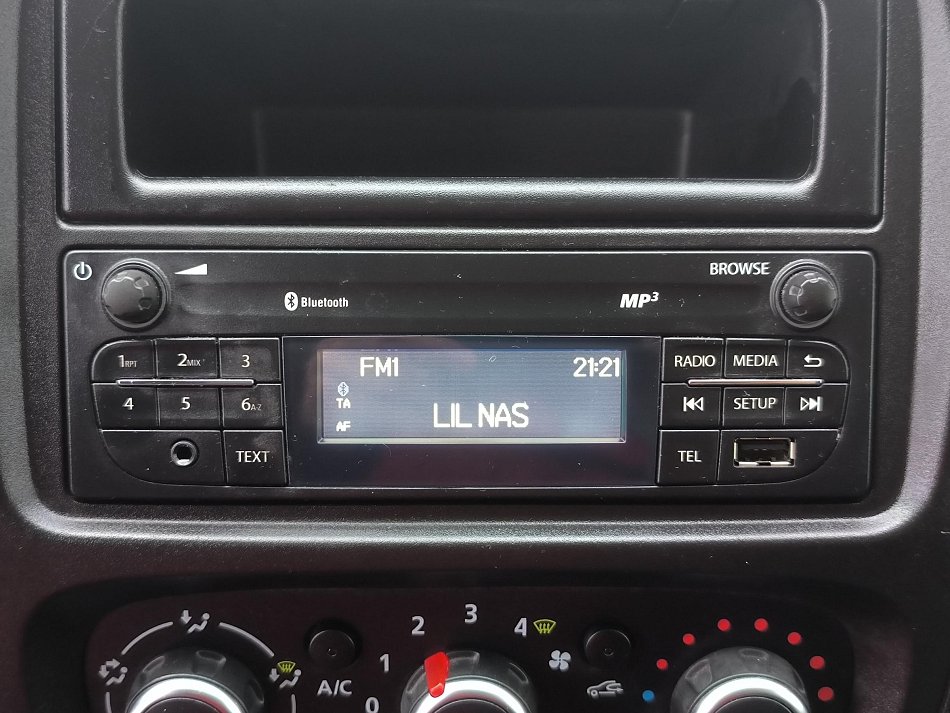 BROWSE
Bluetooth
MP3
1RPT 2MIX 3
FM1 21:21
RADIO MEDIA
TA
4 5 6A-Z
LIL NAS
SETUP
AF
TEXT
TEL
2 3 4
1
A/C
0